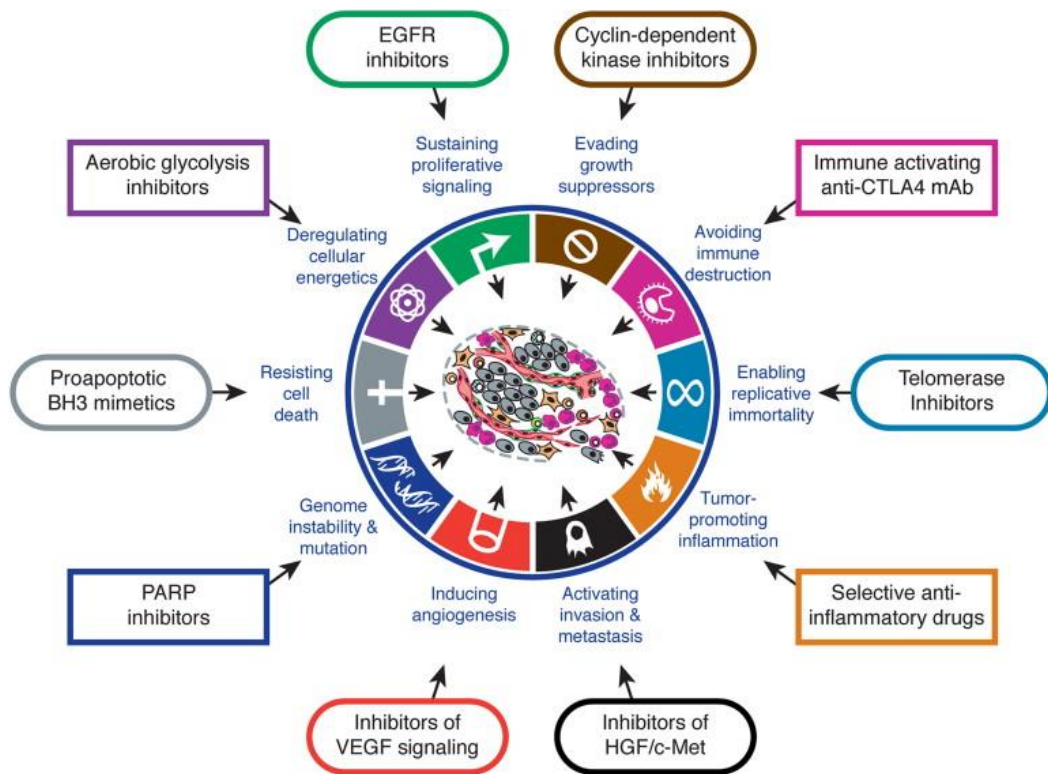 EGFR
inhibitors
Cyclin-dependent
kinase inhibitors
Sustaining
proliferative
signaling
Evading
growth
suppressors
Aerobic glycolysis
inhibitors
Immune activating
anti-CTLA4 mAb
Deregulating
cellular
energetics
Avoiding
immune
destruction
Proapoptotic
BH3 mimetics
Resisting
cell
death
Enabling
replicative
immortality
Telomerase
Inhibitors
Genome
instability &
mutation
Tumor-
promoting
inflammation
PARP
inhibitors
Inducing
angiogenesis
Activating
invasion &
metastasis
Selective anti-
inflammatory drugs
Inhibitors of
VEGF signaling
Inhibitors of
HGF/c-Met